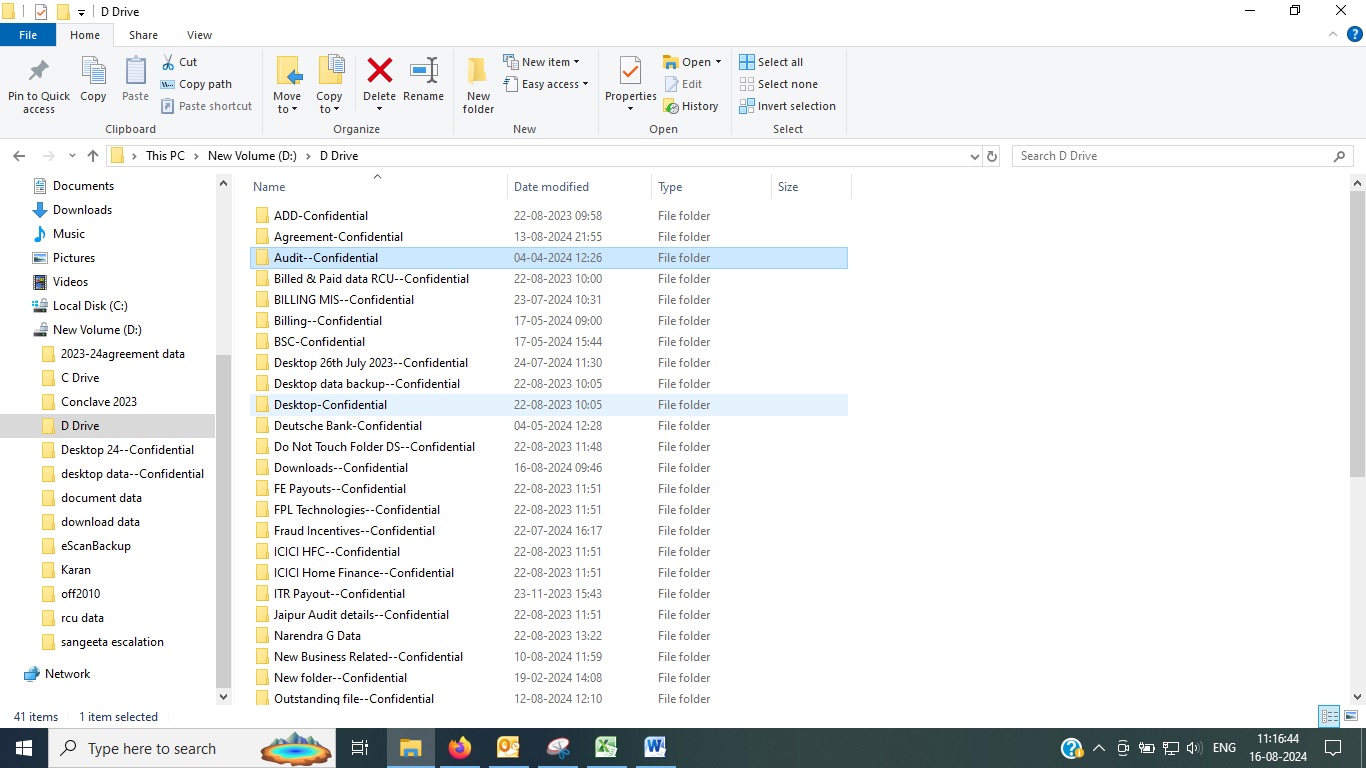 D Drive
File Home Share View
Pin to Quick access
Copy
Paste
Cut
Copy path
Paste shortcut
Clipboard
Move to
Copy to
Delete
Rename
Organize
New folder
New item
Easy access
New
Properties
Open
Edit
History
Open
Select all
Select none
Invert selection
Select
This PC New Volume (D:) D Drive
Search D Drive
Documents
Downloads
Music
Pictures
Videos
Local Disk (C:)
New Volume (D:)
2023-24agreement data
C Drive
Conclave 2023
D Drive
Desktop 24--Confidential
desktop data--Confidential
document data
download data
eScanBackup
Karan
off2010
rcu data
sangeeta escalation
Network
Name Date modified Type Size
ADD-Confidential 22-08-2023 09:58 File folder
Agreement-Confidential 13-08-2024 21:55 File folder
Audit--Confidential 04-04-2024 12:26 File folder
Billed & Paid data RCU--Confidential 22-08-2023 10:00 File folder
BILLING MIS--Confidential 23-07-2024 10:31 File folder
Billing--Confidential 17-05-2024 09:00 File folder
BSC-Confidential 17-05-2024 15:44 File folder
Desktop 26th July 2023--Confidential 24-07-2024 11:30 File folder
Desktop data backup--Confidential 22-08-2023 10:05 File folder
Desktop-Confidential 22-08-2023 10:05 File folder
Deutsche Bank-Confidential 04-05-2024 12:28 File folder
Do Not Touch Folder DS--Confidential 22-08-2023 11:48 File folder
Downloads--Confidential 16-08-2024 09:46 File folder
FE Payouts--Confidential 22-08-2023 11:51 File folder
FPL Technologies--Confidential 22-08-2023 11:51 File folder
Fraud Incentives--Confidential 22-07-2024 16:17 File folder
ICICI HFC--Confidential 22-08-2023 11:51 File folder
ICICI Home Finance--Confidential 22-08-2023 11:51 File folder
ITR Payout--Confidential 23-11-2023 15:43 File folder
Jaipur Audit details--Confidential 22-08-2023 11:51 File folder
Narendra G Data 22-08-2023 13:22 File folder
New Business Related--Confidential 10-08-2024 11:59 File folder
New folder--Confidential 19-02-2024 14:08 File folder
Outstanding file--Confidential 12-08-2024 12:10 File folder
41 items 1 item selected
Type here to search
ENG
11:16:44
16-08-2024